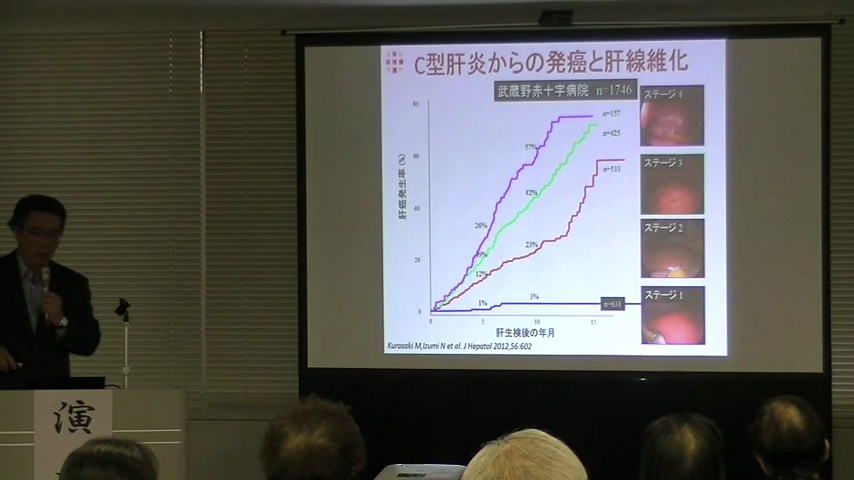 C型肝炎からの発癌と肝線維化
武蔵野赤十字病院 n=1746
ステージ4
ステージ3
ステージ2
ステージ1
肝癌発生率(%)
80
60
40
20
0
n=157
n=425
n=533
n=631
57%
42%
26%
23%
12%
1%
3%
0
5
10
15
肝生検後の年月
Kurosaki M,Izumi N et al. J Hepatol 2012,56:602
演